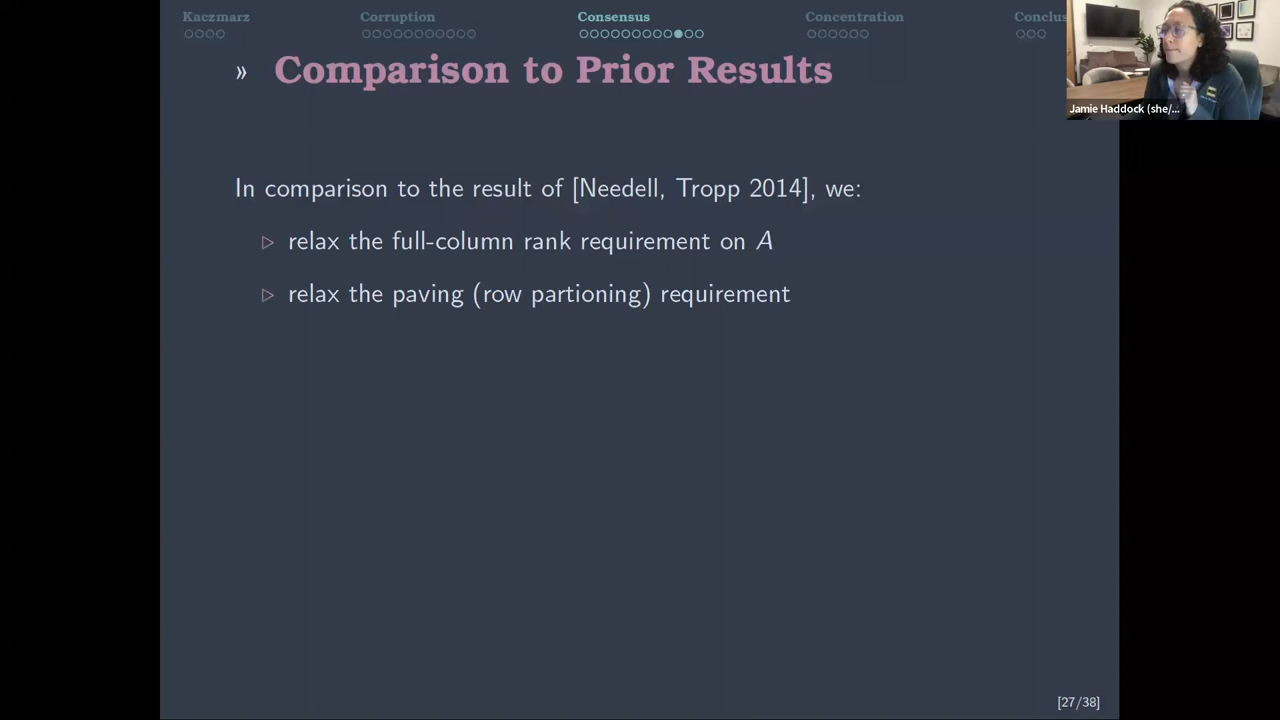 Kaczmarz Corruption Consensus Concentration Conclus
» Comparison to Prior Results
Jamie Haddock (she/...
In comparison to the result of [Needell, Tropp 2014], we:
▷ relax the full-column rank requirement on A
▷ relax the paving (row partioning) requirement
[27/38]